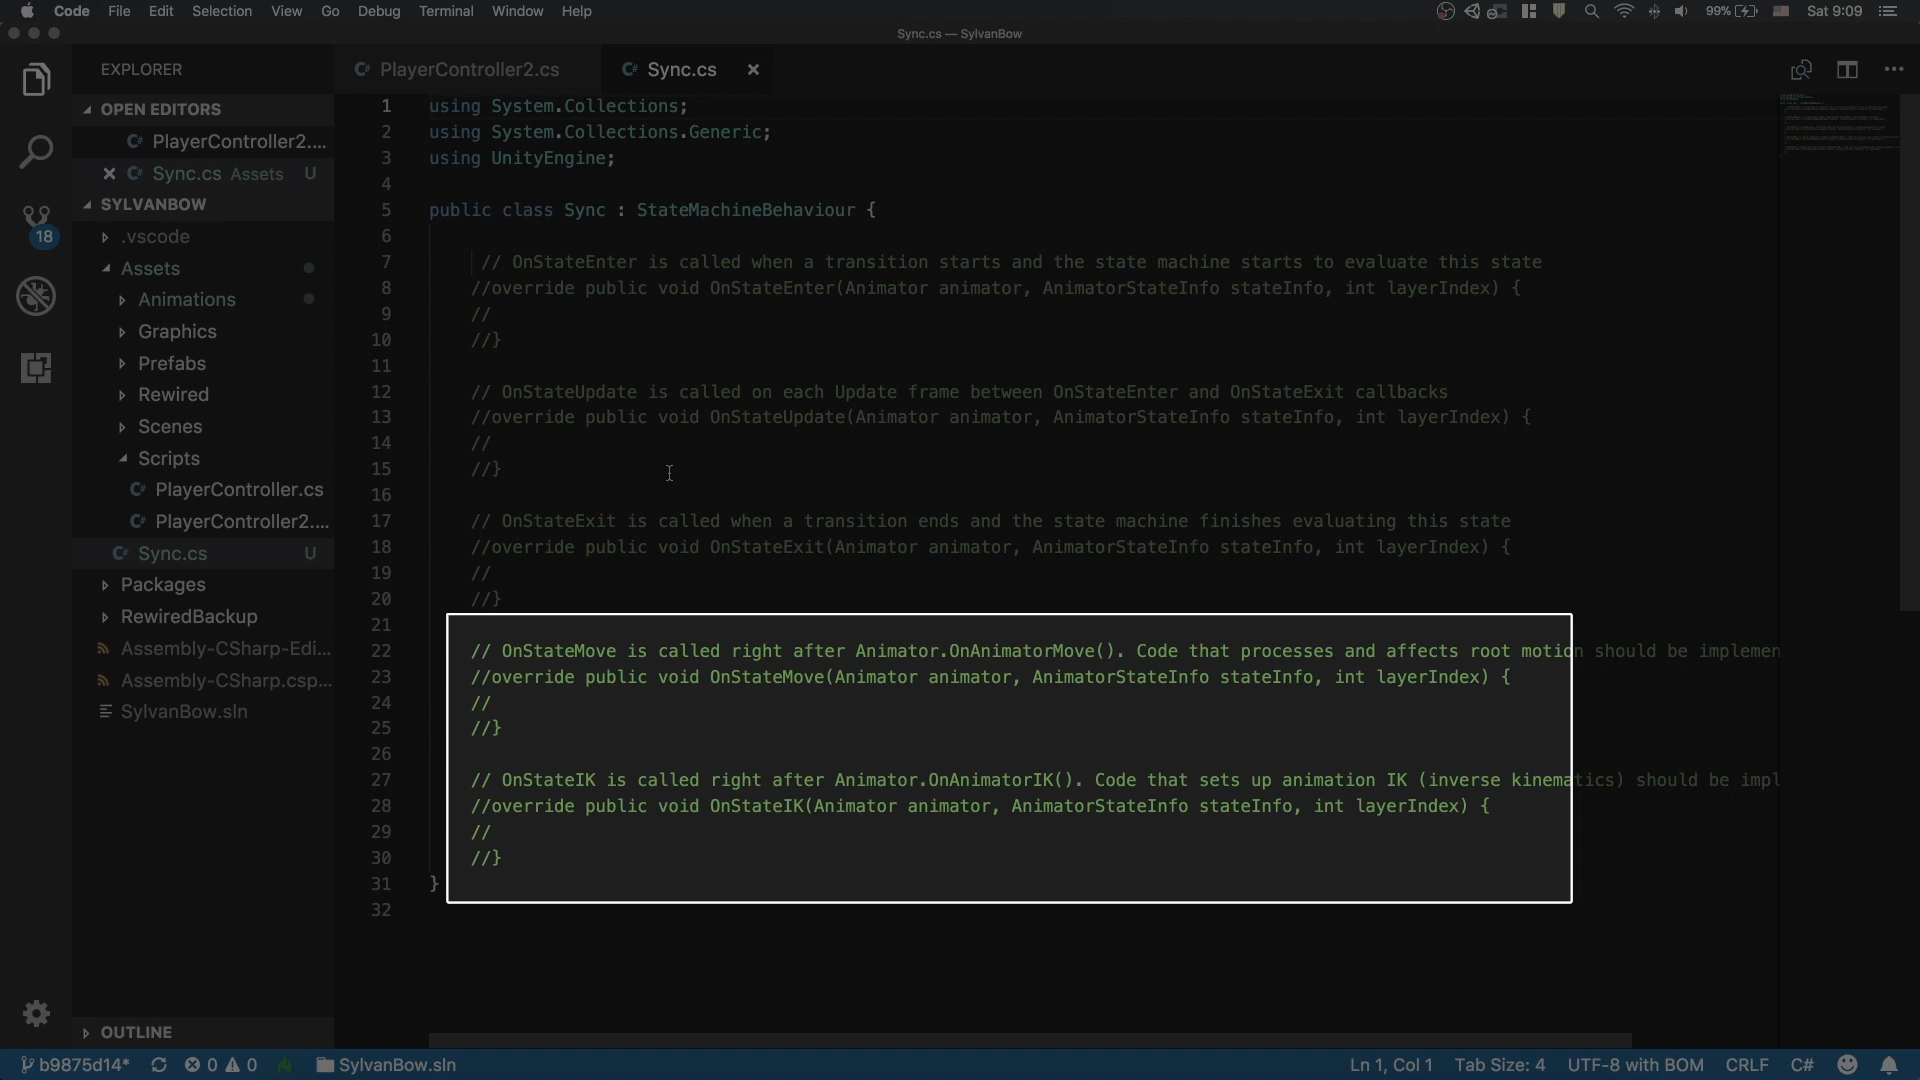 Code File Edit Selection View Go Debug Terminal Window Help
99% Sat 9:09
Sync.cs — SylvanBow
EXPLORER
OPEN EDITORS
PlayerController2....
Sync.cs Assets U
SYLVANBOW
.vscode
Assets
Animations
Graphics
Prefabs
Rewired
Scenes
Scripts
PlayerController.cs
PlayerController2....
Sync.cs U
Packages
RewiredBackup
Assembly-CSharp-Edi...
Assembly-CSharp.csp...
SylvanBow.sln
OUTLINE
18
PlayerController2.cs Sync.cs
1 using System.Collections;
2 using System.Collections.Generic;
3 using UnityEngine;
4
5 public class Sync : StateMachineBehaviour {
6
7 // OnStateEnter is called when a transition starts and the state machine starts to evaluate this state
8 //override public void OnStateEnter(Animator animator, AnimatorStateInfo stateInfo, int layerIndex) {
9 //
10 //}
11
12 // OnStateUpdate is called on each Update frame between OnStateEnter and OnStateExit callbacks
13 //override public void OnStateUpdate(Animator animator, AnimatorStateInfo stateInfo, int layerIndex) {
14 //
15 //}
16
17 // OnStateExit is called when a transition ends and the state machine finishes evaluating this state
18 //override public void OnStateExit(Animator animator, AnimatorStateInfo stateInfo, int layerIndex) {
19 //
20 //}
21
22 // OnStateMove is called right after Animator.OnAnimatorMove(). Code that processes and affects root motion should be implemen
23 //override public void OnStateMove(Animator animator, AnimatorStateInfo stateInfo, int layerIndex) {
24 //
25 //}
26
27 // OnStateIK is called right after Animator.OnAnimatorIK(). Code that sets up animation IK (inverse kinematics) should be impl
28 //override public void OnStateIK(Animator animator, AnimatorStateInfo stateInfo, int layerIndex) {
29 //
30 //}
31 }
32
b9875d14* 0 0 SylvanBow.sln Ln 1, Col 1 Tab Size: 4 UTF-8 with BOM CRLF C#